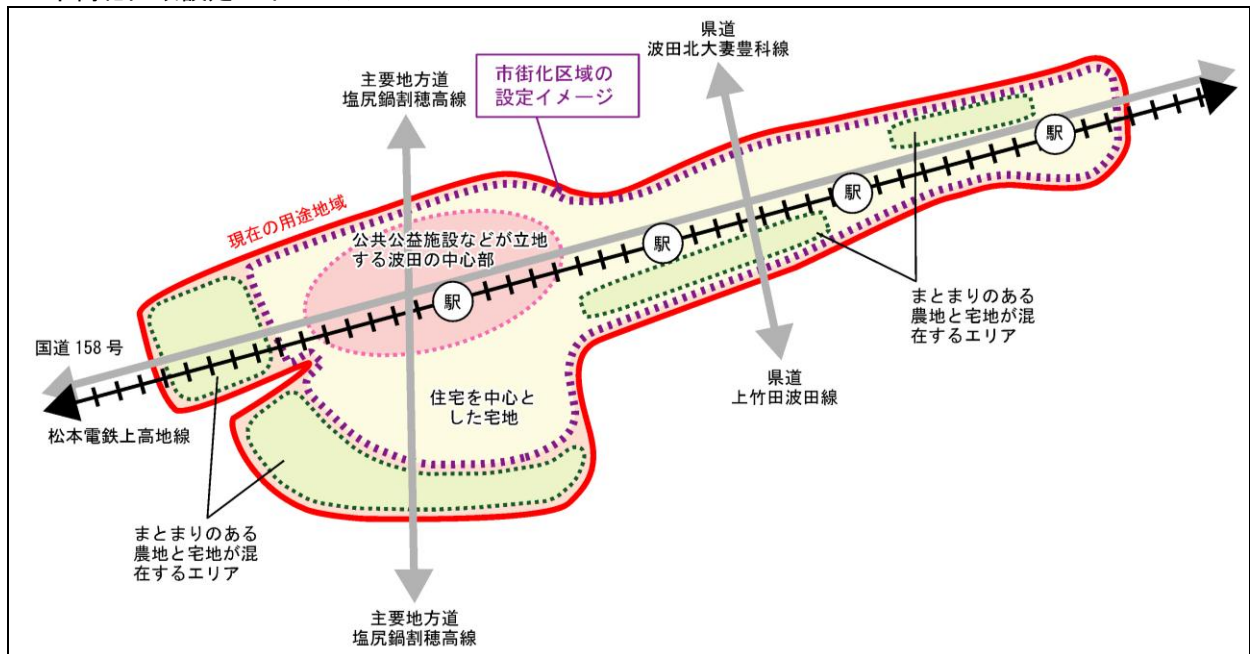 県道
波田北大妻豊科線
主要地方道
塩尻鍋割穂高線
市街化区域の
設定イメージ
駅
現在の用途地域
公共公益施設などが立地
する波田の中心部
駅
駅
駅
まとまりのある
農地と宅地が混
在するエリア
国道158号
県道
上竹田波田線
住宅を中心と
した宅地
松本電鉄上高地線
まとまりのある
農地と宅地が混
在するエリア
主要地方道
塩尻鍋割穂高線